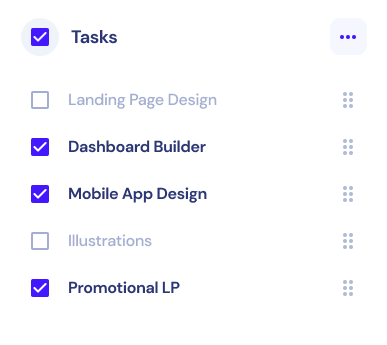 Tasks
Landing Page Design
Dashboard Builder
Mobile App Design
Illustrations
Promotional LP